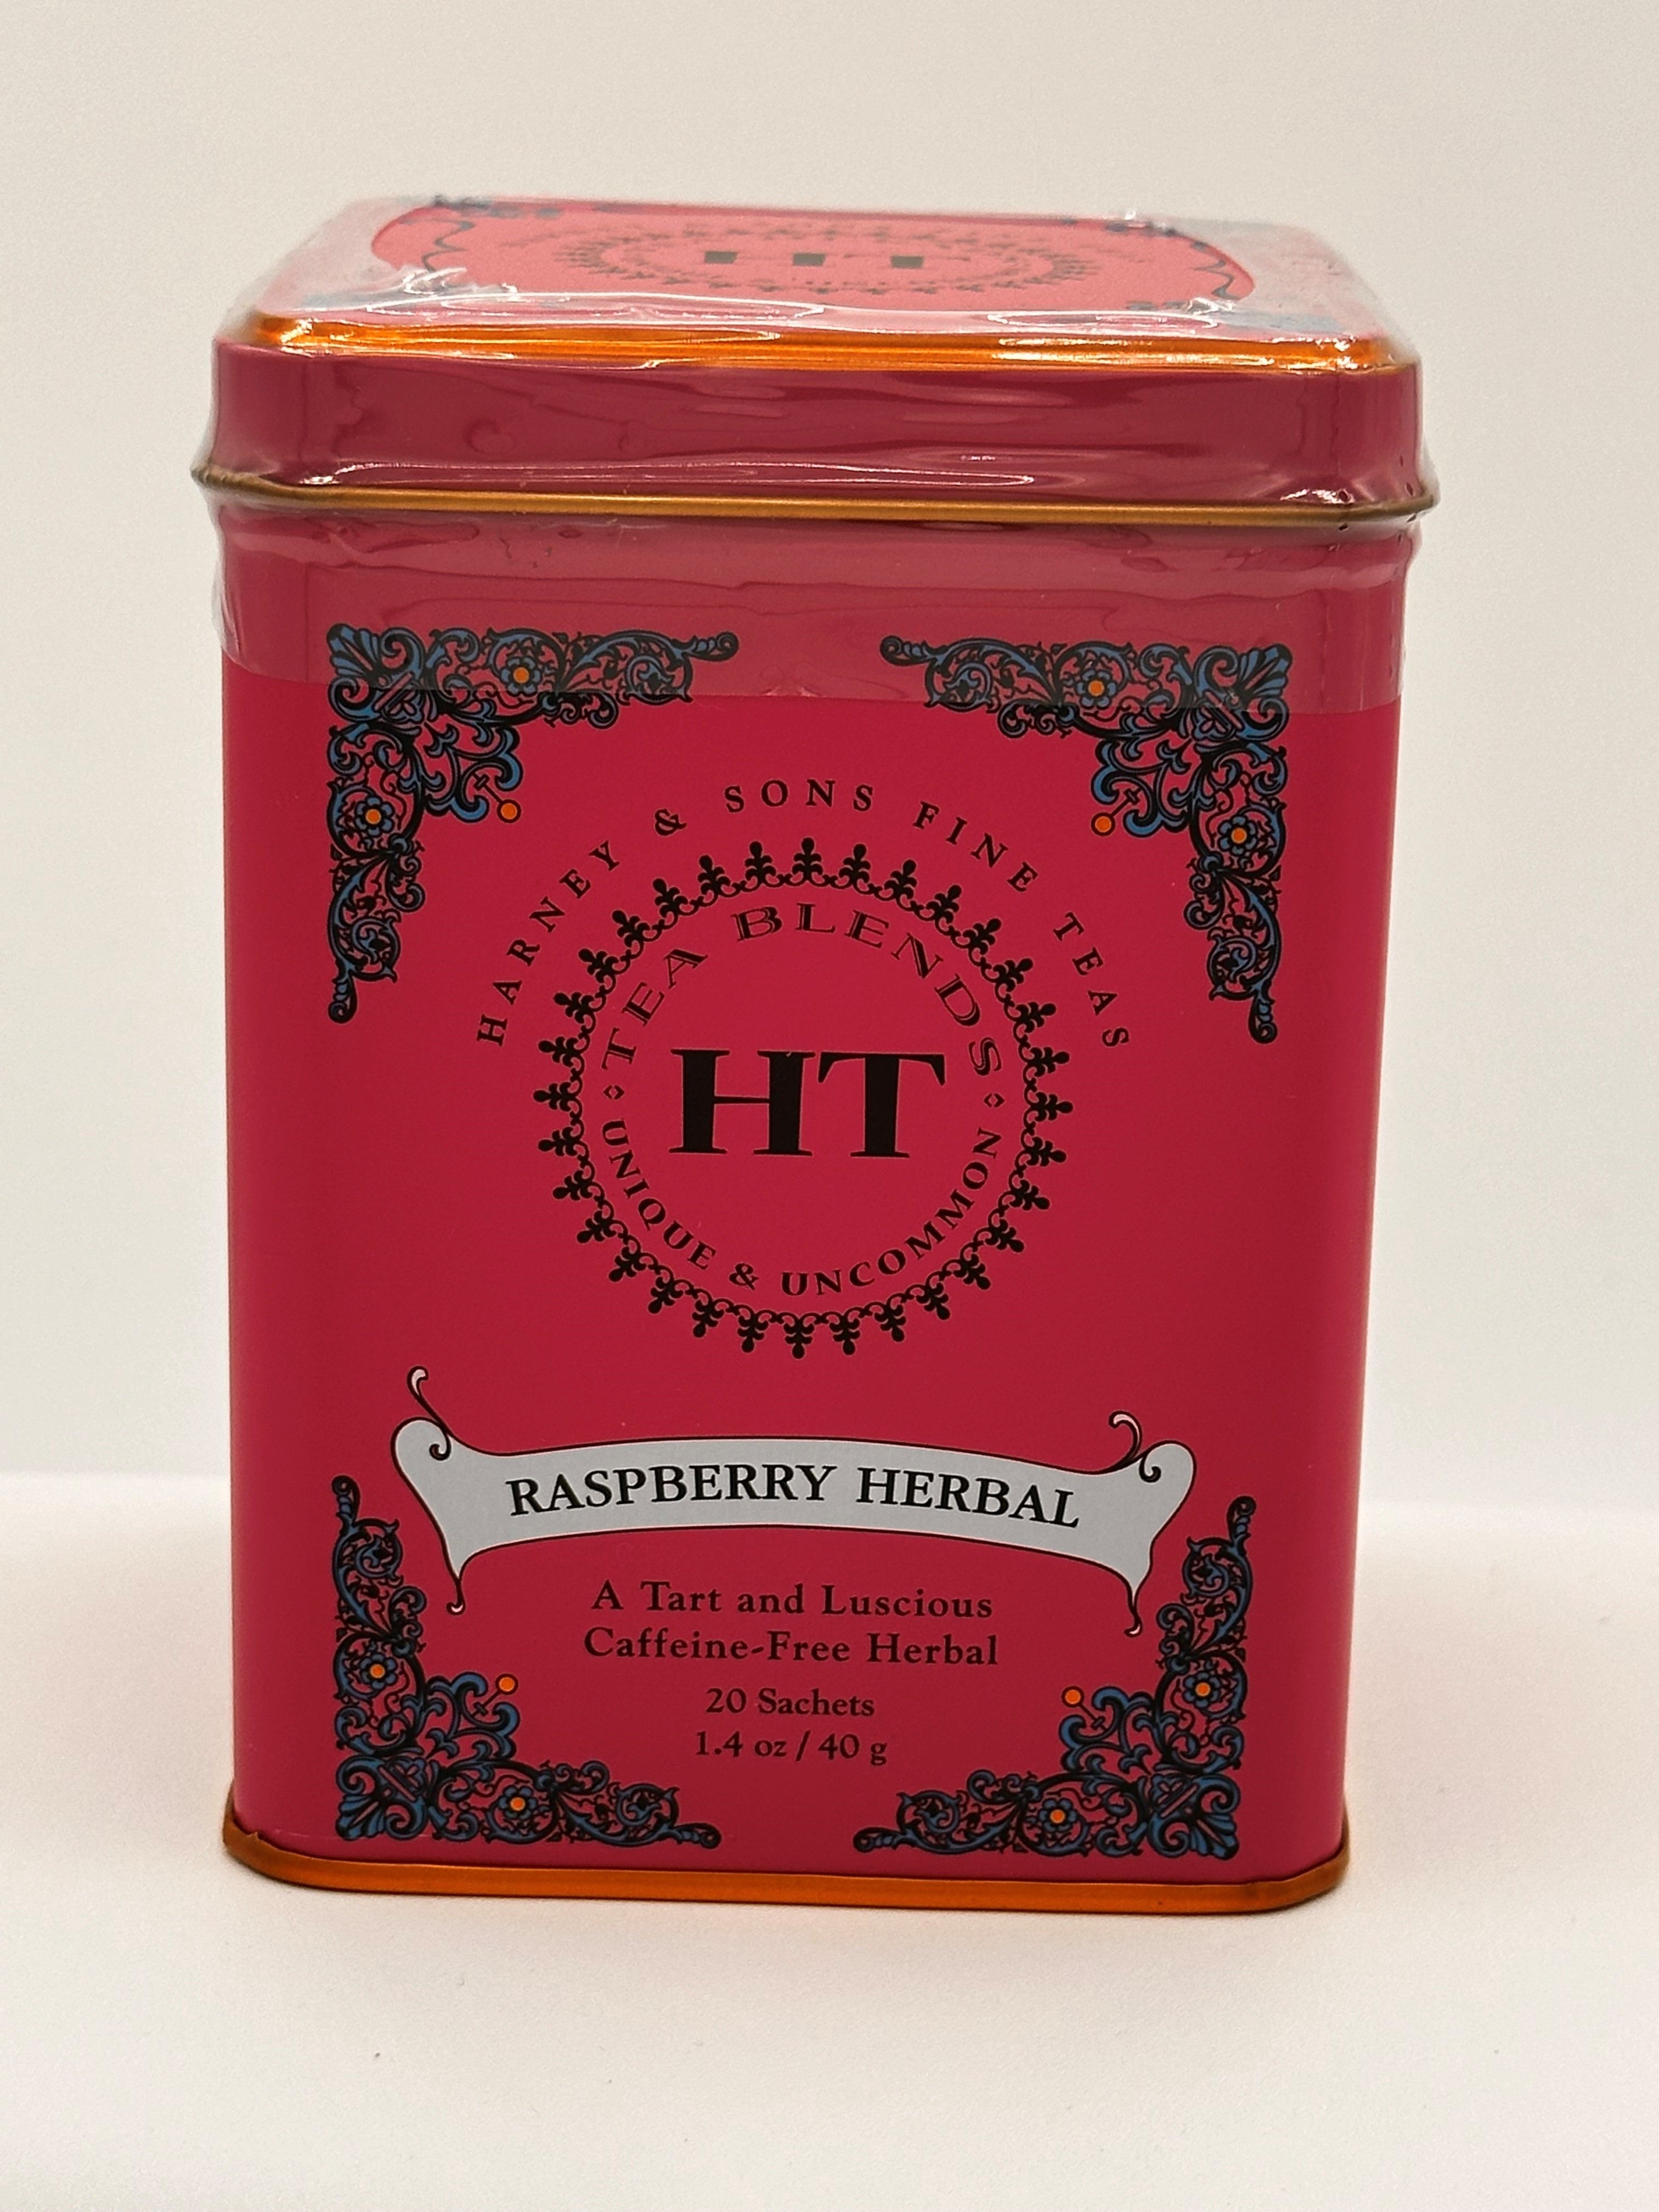 HT
HARNEY & SONS FINE TEAS
TEA BLENDS
HT
UNIQUE & UNCOMMON
RASPBERRY HERBAL
A Tart and Luscious
Caffeine-Free Herbal
20 Sachets
1.4 oz / 40 g